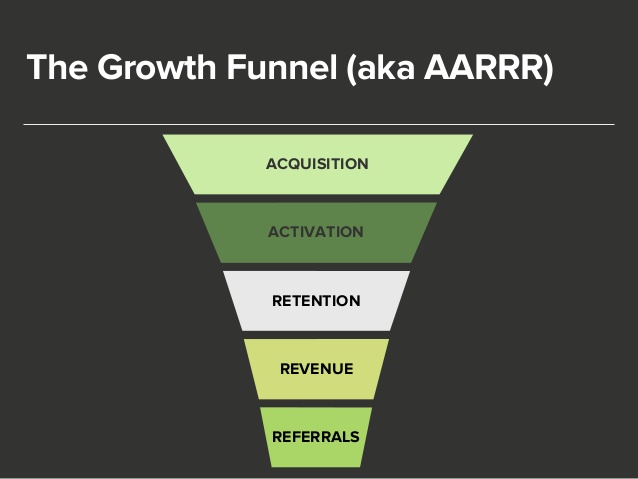 The Growth Funnel (aka AARRR)
ACQUISITION
ACTIVATION
RETENTION
REVENUE
REFERRALS